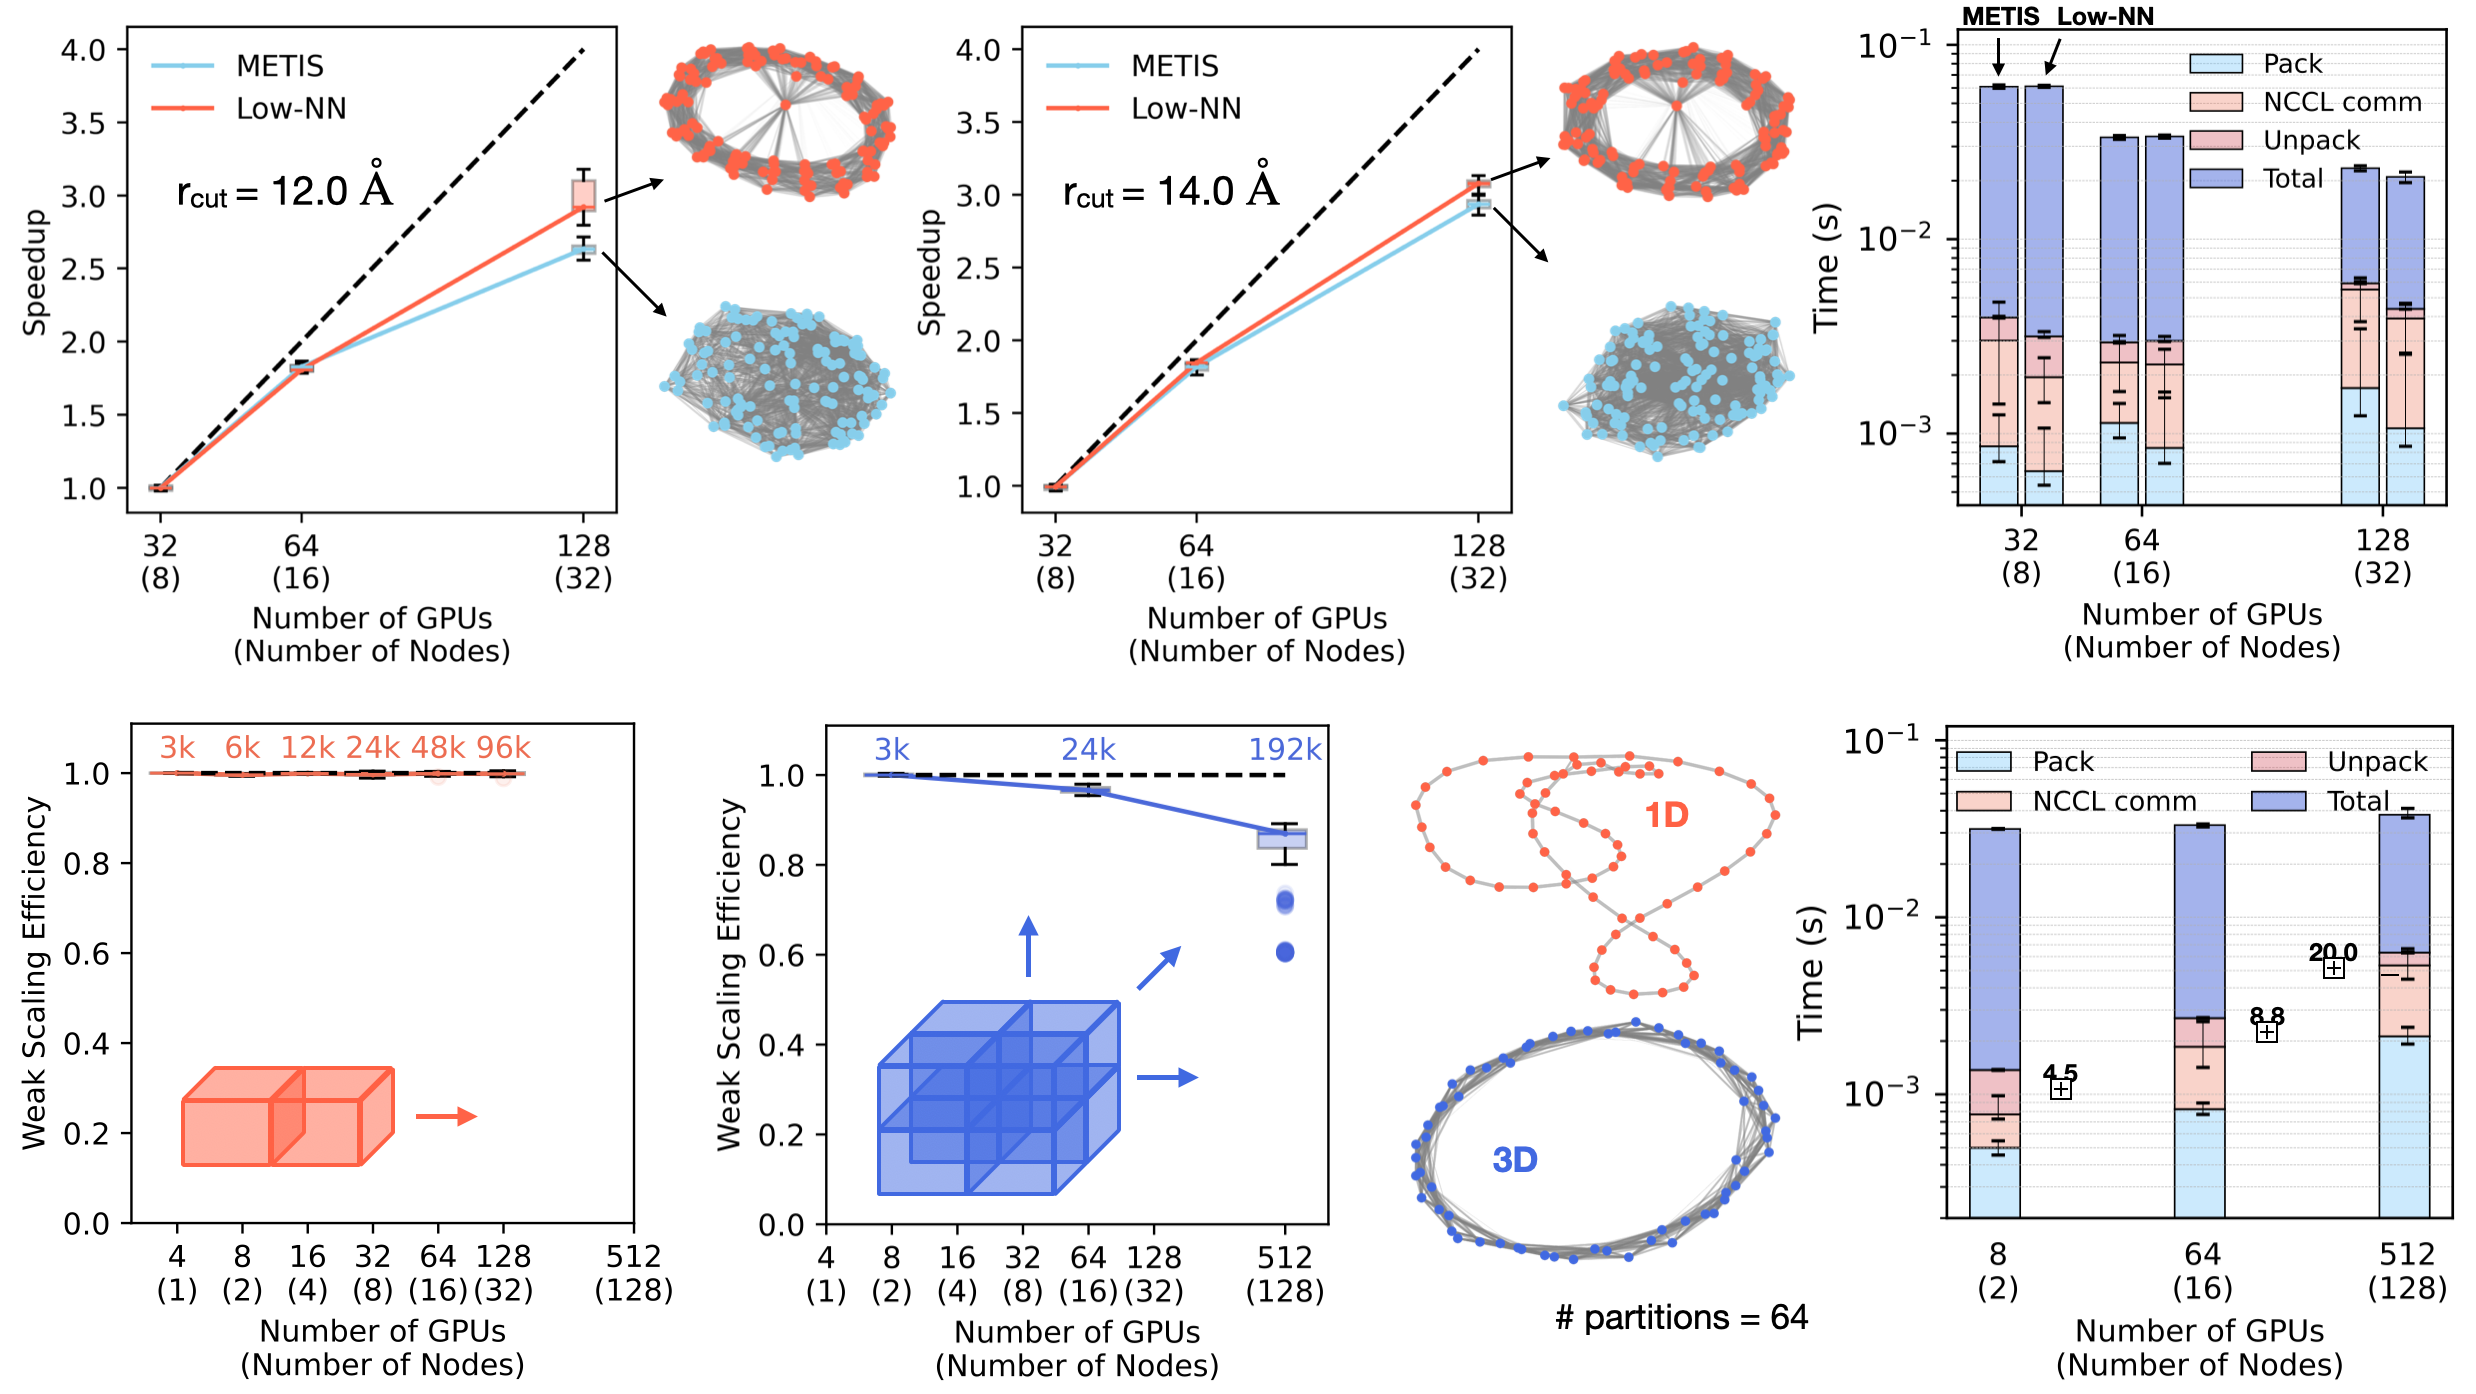 4.0
3.5
3.0
2.5
2.0
1.5
1.0
Speedup
METIS
Low-NN
rcut = 12.0 Å
32 64 128
(8) (16) (32)
Number of GPUs
(Number of Nodes)
4.0
3.5
3.0
2.5
2.0
1.5
1.0
Speedup
METIS
Low-NN
rcut = 14.0 Å
32 64 128
(8) (16) (32)
Number of GPUs
(Number of Nodes)
METIS Low-NN
10⁻¹
10⁻²
10⁻³
Time (s)
Pack
NCCL comm
Unpack
Total
32 64 128
(8) (16) (32)
Number of GPUs
(Number of Nodes)
3k 6k 12k 24k 48k 96k
1.0
0.8
0.6
0.4
0.2
0.0
Weak Scaling Efficiency
4 8 16 32 64 128 512
(1) (2) (4) (8) (16) (32) (128)
Number of GPUs
(Number of Nodes)
3k 24k 192k
1.0
0.8
0.6
0.4
0.2
0.0
Weak Scaling Efficiency
4 8 16 32 64 128 512
(1) (2) (4) (8) (16) (32) (128)
Number of GPUs
(Number of Nodes)
1D
3D
# partitions = 64
10⁻¹
10⁻²
10⁻³
Time (s)
Pack Unpack
NCCL comm Total
4.5
8.8
20.0
8 64 512
(2) (16) (128)
Number of GPUs
(Number of Nodes)